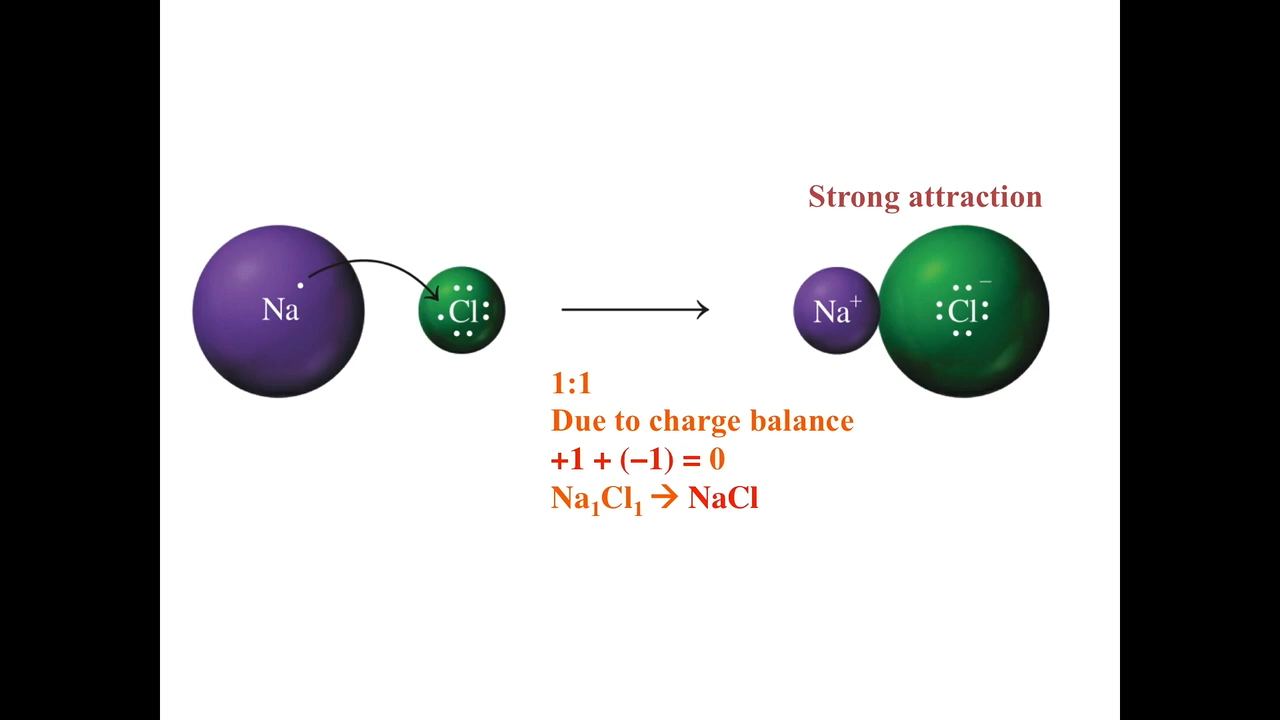 Strong attraction
Na
Cl
Na⁺
Cl⁻
1:1
Due to charge balance
+1 + (–1) = 0
Na₁Cl₁ → NaCl